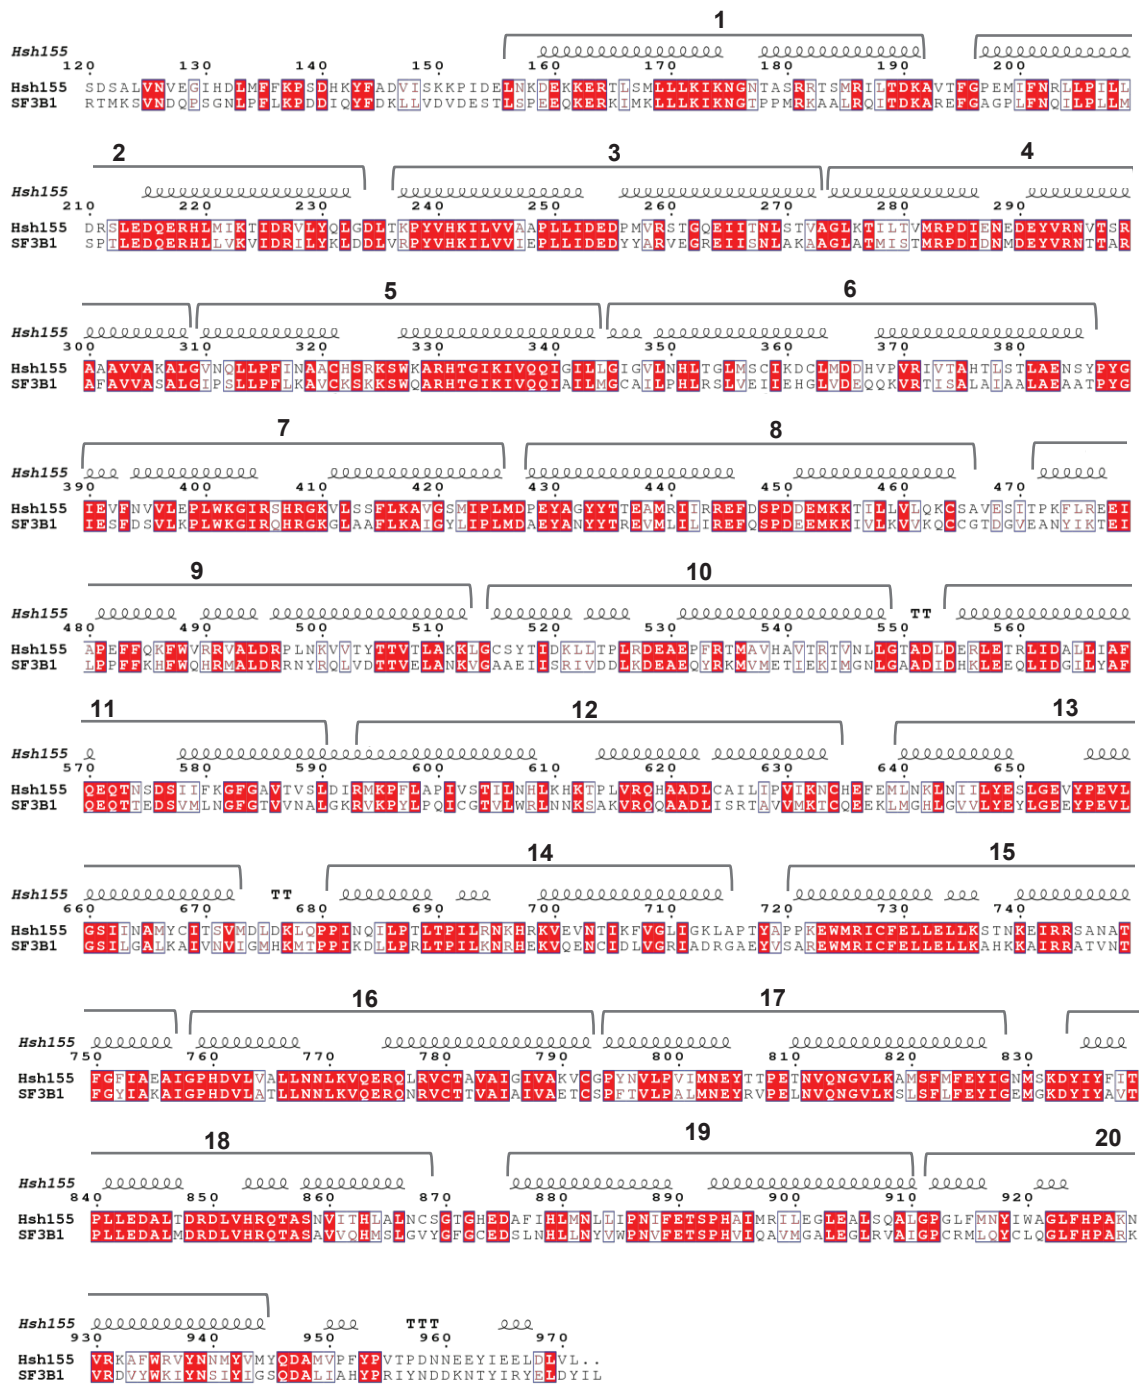 1
Hsh155
120 130 140 150 160 170 180 190 200
Hsh155 SDSALVNVEGIHDLMFFKPSDHKYFADVISKKPIDELNKDEKKERTLSMLLLKIKNGNTASRRTSMRILTDKAVTFGPEMIFNRLLPILL
SF3B1 RTMKSVNDQPSGNLPFLKPDDIQYFDKLLVDVDESTLSPEEQKERKIMKLLLKIKNGTPPMRKAALRQITDKAREFGAGPLFNQILPLLM
2 3 4
Hsh155
210 220 230 240 250 260 270 280 290
Hsh155 DRSLEDQERHLMIKTIDRVLYQLGDLTKPYVHKILVVAAPLLIDEDPMVRSTGQEIITNLSTVAGLKTILTVMRPDIENEDEYVRNVTSR
SF3B1 SPTLEDQERHLLVKVIDRILYKLDDLVRPYVHKILVVIEPLLIDEDYYARVEGREIISNLAKAAGLATMISTMRPDIDNMDEYVRNTTAR
5 6
Hsh155
300 310 320 330 340 350 360 370 380
Hsh155 AAAVVAKALGVNQLLPFINAACHSRKSWKARHTGIKIVQQIGILLGIGVLNHLTGLMSCIKDCLMDDHVPVRIVTAHTLSTLAENSYPYG
SF3B1 AFAVVASALGIPSLLPFLKAVCKSKKSWQARHTGIKIVQQIAILMGCAILPHLRSLVEIIEHGLVDEQQKVRTISALAIAALAEAATPYG
7 8
Hsh155
390 400 410 420 430 440 450 460 470
Hsh155 IEVFNVVLEPLWKGIRSHRGKVLSSFLKAVGSMIPLMDPEYAGYYTTEAMRIIRREFDSPDDEMKKTILLVLQKCSAVESITPKFLREEI
SF3B1 IESFDSVLKPLWKGIRQHRGKGLAAFLKAIGYLIPLMDAEYANYYTREVMLILIREFQSPDEEMKKIVLKVVKQCCGTDGVEANYIKTEI
9 10
Hsh155 TT
480 490 500 510 520 530 540 550 560
Hsh155 APEFFQKFWVRRVALDRPLNKVVTYTTVTLAKKLGCSYTIDKLLTPLRDEAEPFRTMAVHAVTRTVNLLGTADLDERLETRLIDALLIAF
SF3B1 LPPFFKHFWQHRMALDRRNYRQLVDTTVELANKVGAAEIISRIVDDLKDEAEQYRKMVMETIEKIMGNLGAADIDHKLEEQLIDGILYAF
11 12 13
Hsh155
570 580 590 600 610 620 630 640 650
Hsh155 QEQTNSDSIIFKGFGAVTVSLDIRMKPFLAPIVSTILNHLKHKTPLVRQHAADLCAILIPVIKNCHEFEMLNKLNIILYESLGEVYPEVL
SF3B1 QEQTTEDSVMLNGFGTVVNALGKRVKPYLPQICGTVLWRLNNKSAKVRQQAADLISRTAVVMKTCQEEKLMGHLGVVLYEYLGEEYPEVL
14 15
Hsh155 TT
660 670 680 690 700 710 720 730 740
Hsh155 GSIINAMYCITSVMDLDKLQPPINQILPTLTPILRNKHRKVEVNTIKFVGLIGKLAPTYAPPKEWMRICFELLELLKSTNKEIRRSANAT
SF3B1 GSILGALKAIVNVIGMHKMTPPIKDLLPRLTPILKNRHEKVQENCIDLVGRIADRGAEYVSAREWMRICFELLELLKAHKKAIRRATVNT
16 17
Hsh155
750 760 770 780 790 800 810 820 830
Hsh155 FGFIAEAIGPHDVLVALLNNLKVQERQLRVCTAVAIGIVAKVCGPYNVLPVIMNEYTTPETNVQNGVLKAMSFMFEYIGNMSKDYIYFIT
SF3B1 FGYIAKAIGPHDVLATLLNNLKVQERQNRVCTTVAIAIVAETCSPFTVLPALMNEYRVPELNVQNGVLKSLSFLFEYIGEMGKDYIYAVT
18 19 20
Hsh155
840 850 860 870 880 890 900 910 920
Hsh155 PLLEDALTDRDLVHRQTASNVITHLALNCSGTGHEDAFIHLMNLLIPNIFETSPHAIMRILEGLEALSQALGPGLFMNYIWAGLFHPAKN
SF3B1 PLLEDALMDRDLVHRQTASAVVQHMSLGVYGFGCEDSLNHLLNYVWPNVFETSPHVIQAVMGALEGLRVAIGPCRMLQYCLQGLFHPARK
Hsh155 TTT
930 940 950 960 970
Hsh155 VRKAFWRVYNNMYVMYQDAMVPFYPVTPDNNEEYIEELDLVL..
SF3B1 VRDVYWKIYNSIYIGSQDALIAHYPRIYNDDKNTYIRYELDYIL